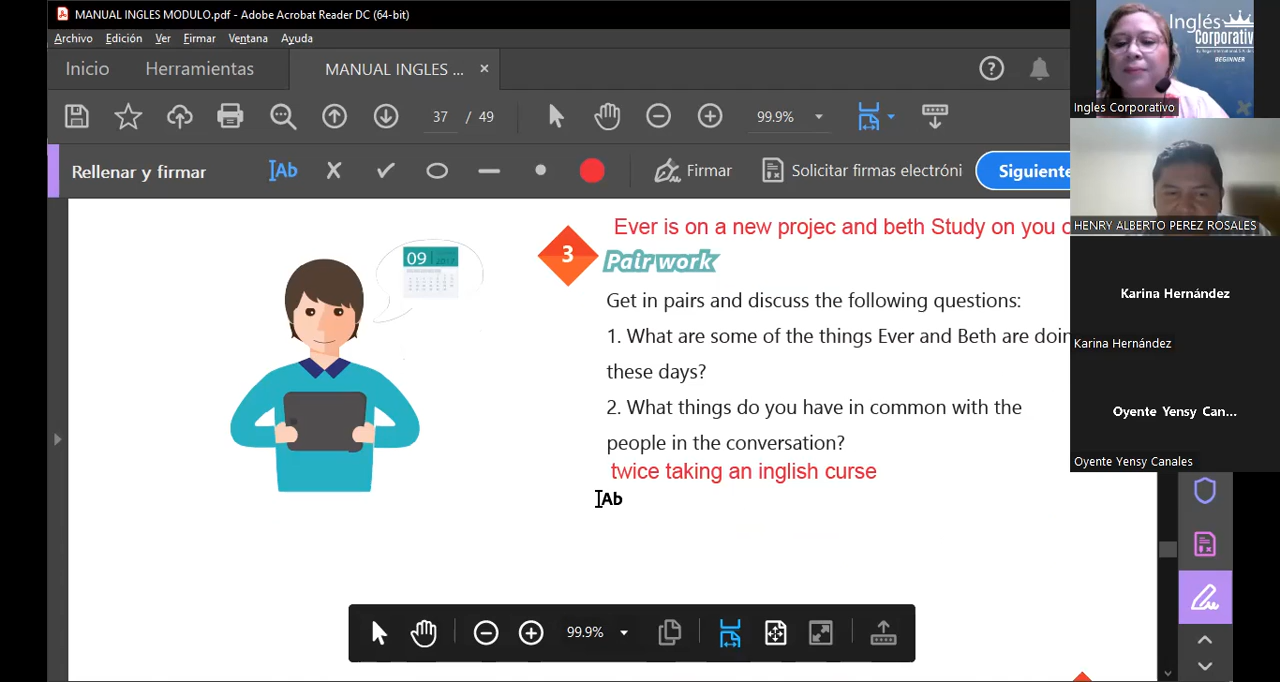 MANUAL INGLES MODULO.pdf - Adobe Acrobat Reader DC (64-bit)
Archivo Edición Ver Firmar Ventana Ayuda
Inicio Herramientas MANUAL INGLES ... ×
37 / 49 99.9%
Rellenar y firmar Ab Firmar Solicitar firmas electróni Siguiente
Ever is on a new projec and beth Study on you
3 Pair work
09
2017
Get in pairs and discuss the following questions:
1. What are some of the things Ever and Beth are doin
these days?
2. What things do you have in common with the
people in the conversation?
twice taking an inglish curse
Ab
99.9%
Inglés
Corporativ
BEGINNER
Ingles Corporativo
HENRY ALBERTO PEREZ ROSALES
Karina Hernández
Karina Hernández
Oyente Yensy Can...
Oyente Yensy Canales